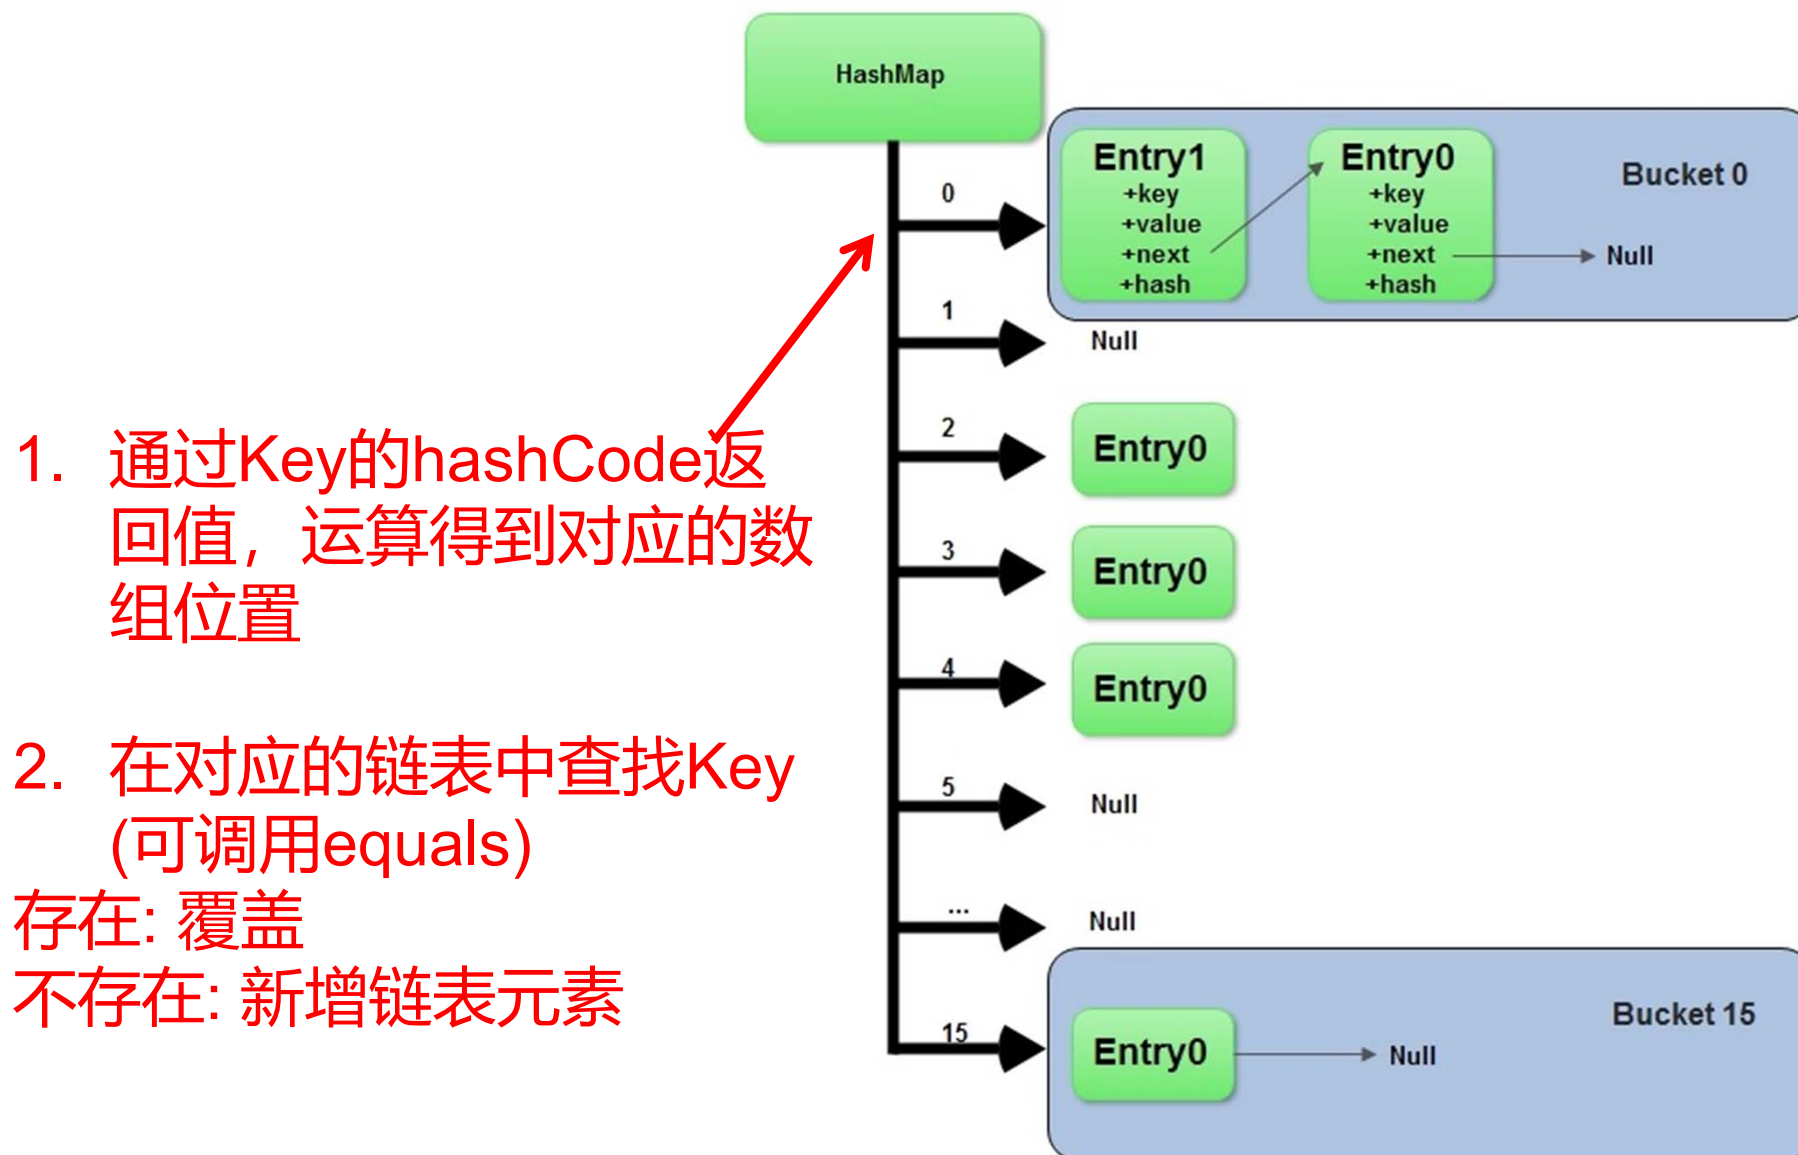 HashMap
0
Entry1
+key
+value
+next
+hash
Entry0
+key
+value
+next
+hash
Null
Bucket 0
1
Null
2
Entry0
3
Entry0
4
Entry0
5
Null
...
Null
15
Entry0
Null
Bucket 15
1. 通过Key的hashCode返
回值，运算得到对应的数
组位置
2. 在对应的链表中查找Key
(可调用equals)
存在: 覆盖
不存在: 新增链表元素